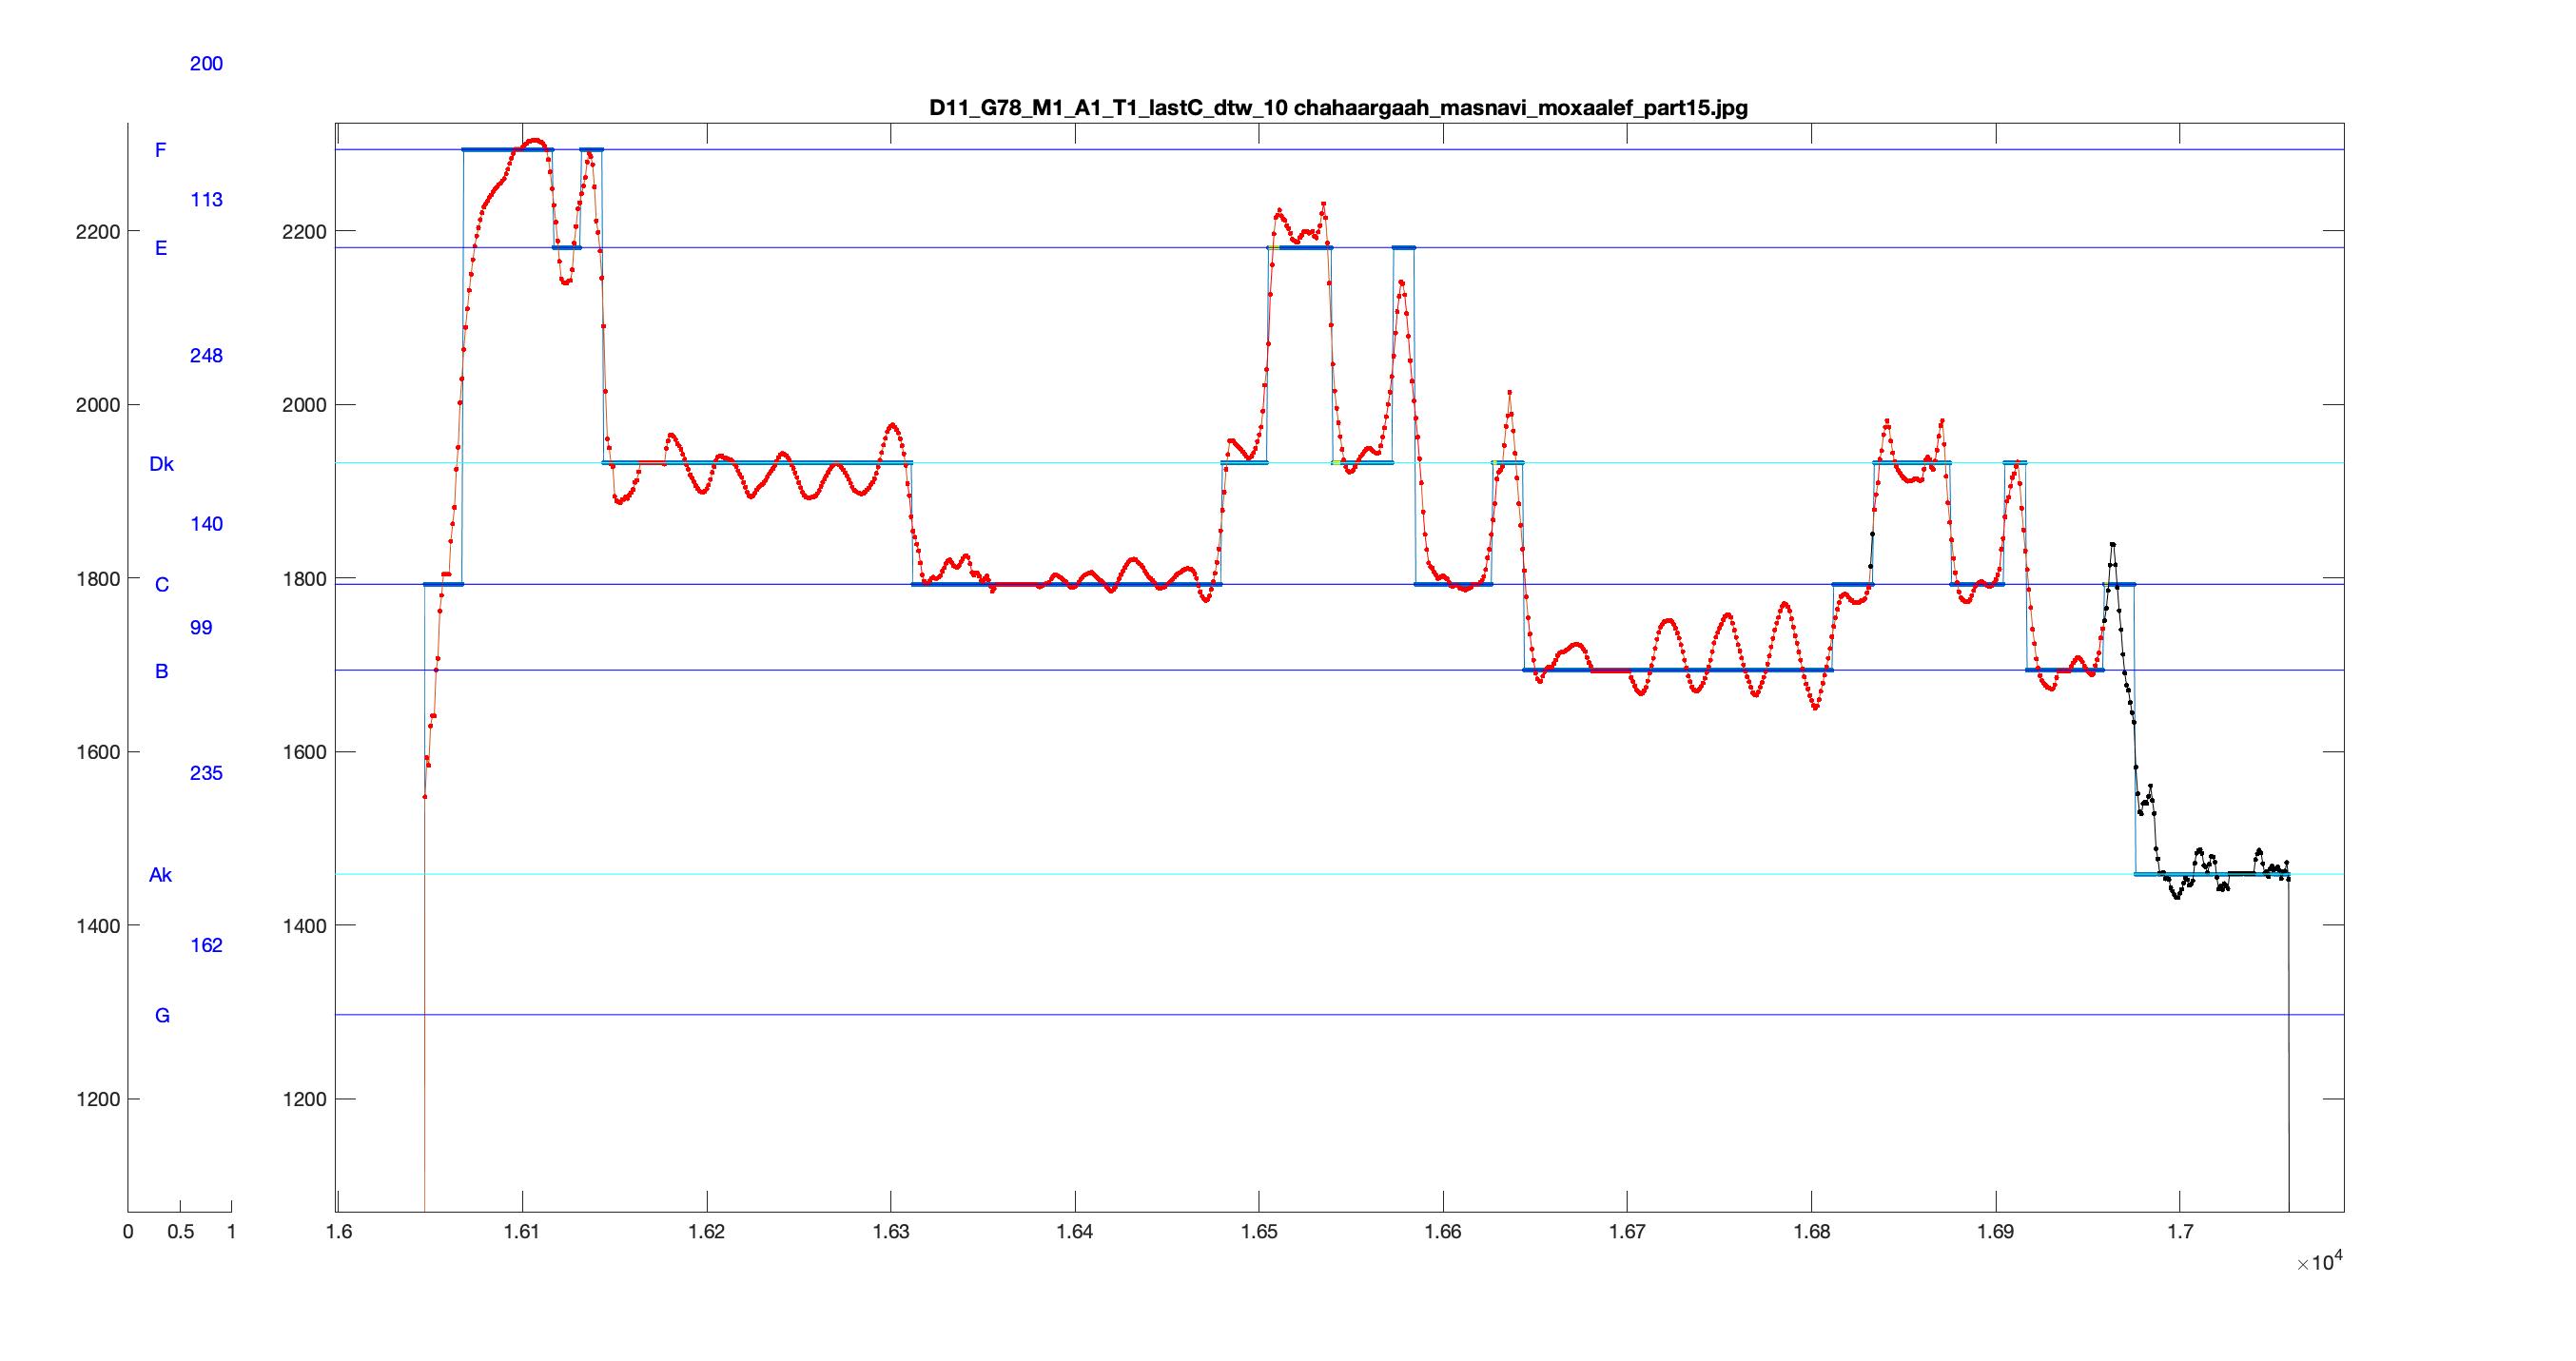 200
D11_G78_M1_A1_T1_lastC_dtw_10 chahaargaah_masnavi_moxaalef_part15.jpg
F
113
2200 E 2200
248
2000 2000
Dk
140
1800 C 1800
99
B
1600 1600
235
Ak
1400 1400
162
G
1200 1200
0 0.5 1 1.6 1.61 1.62 1.63 1.64 1.65 1.66 1.67 1.68 1.69 1.7
×10⁴